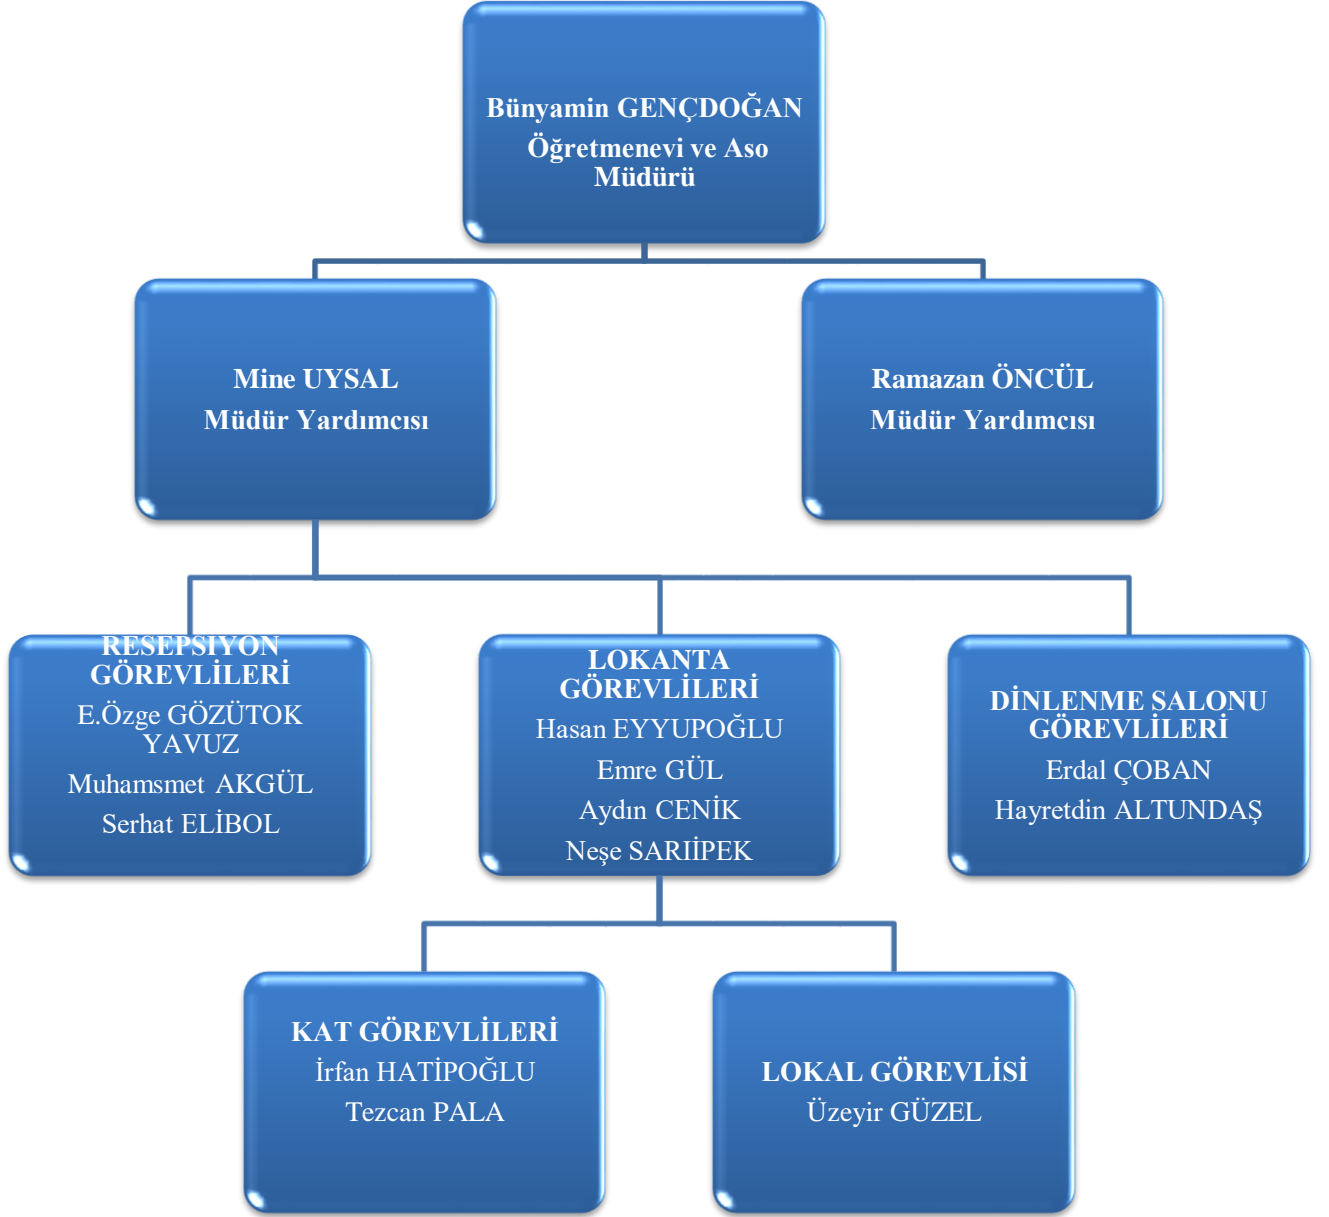 Bünyamin GENÇDOĞAN
Öğretmenevi ve Aso
Müdürü
Mine UYSAL
Müdür Yardımcısı
Ramazan ÖNCÜL
Müdür Yardımcısı
RESEPSİYON
GÖREVLİLERİ
E.Özge GÖZÜTOK
YAVUZ
Muhamsmet AKGÜL
Serhat ELİBOL
LOKANTA
GÖREVLİLERİ
Hasan EYYUPOĞLU
Emre GÜL
Aydın CENİK
Neşe SARIİPEK
DİNLENME SALONU
GÖREVLİLERİ
Erdal ÇOBAN
Hayretdin ALTUNDAŞ
KAT GÖREVLİLERİ
İrfan HATİPOĞLU
Tezcan PALA
LOKAL GÖREVLİSİ
Üzeyir GÜZEL